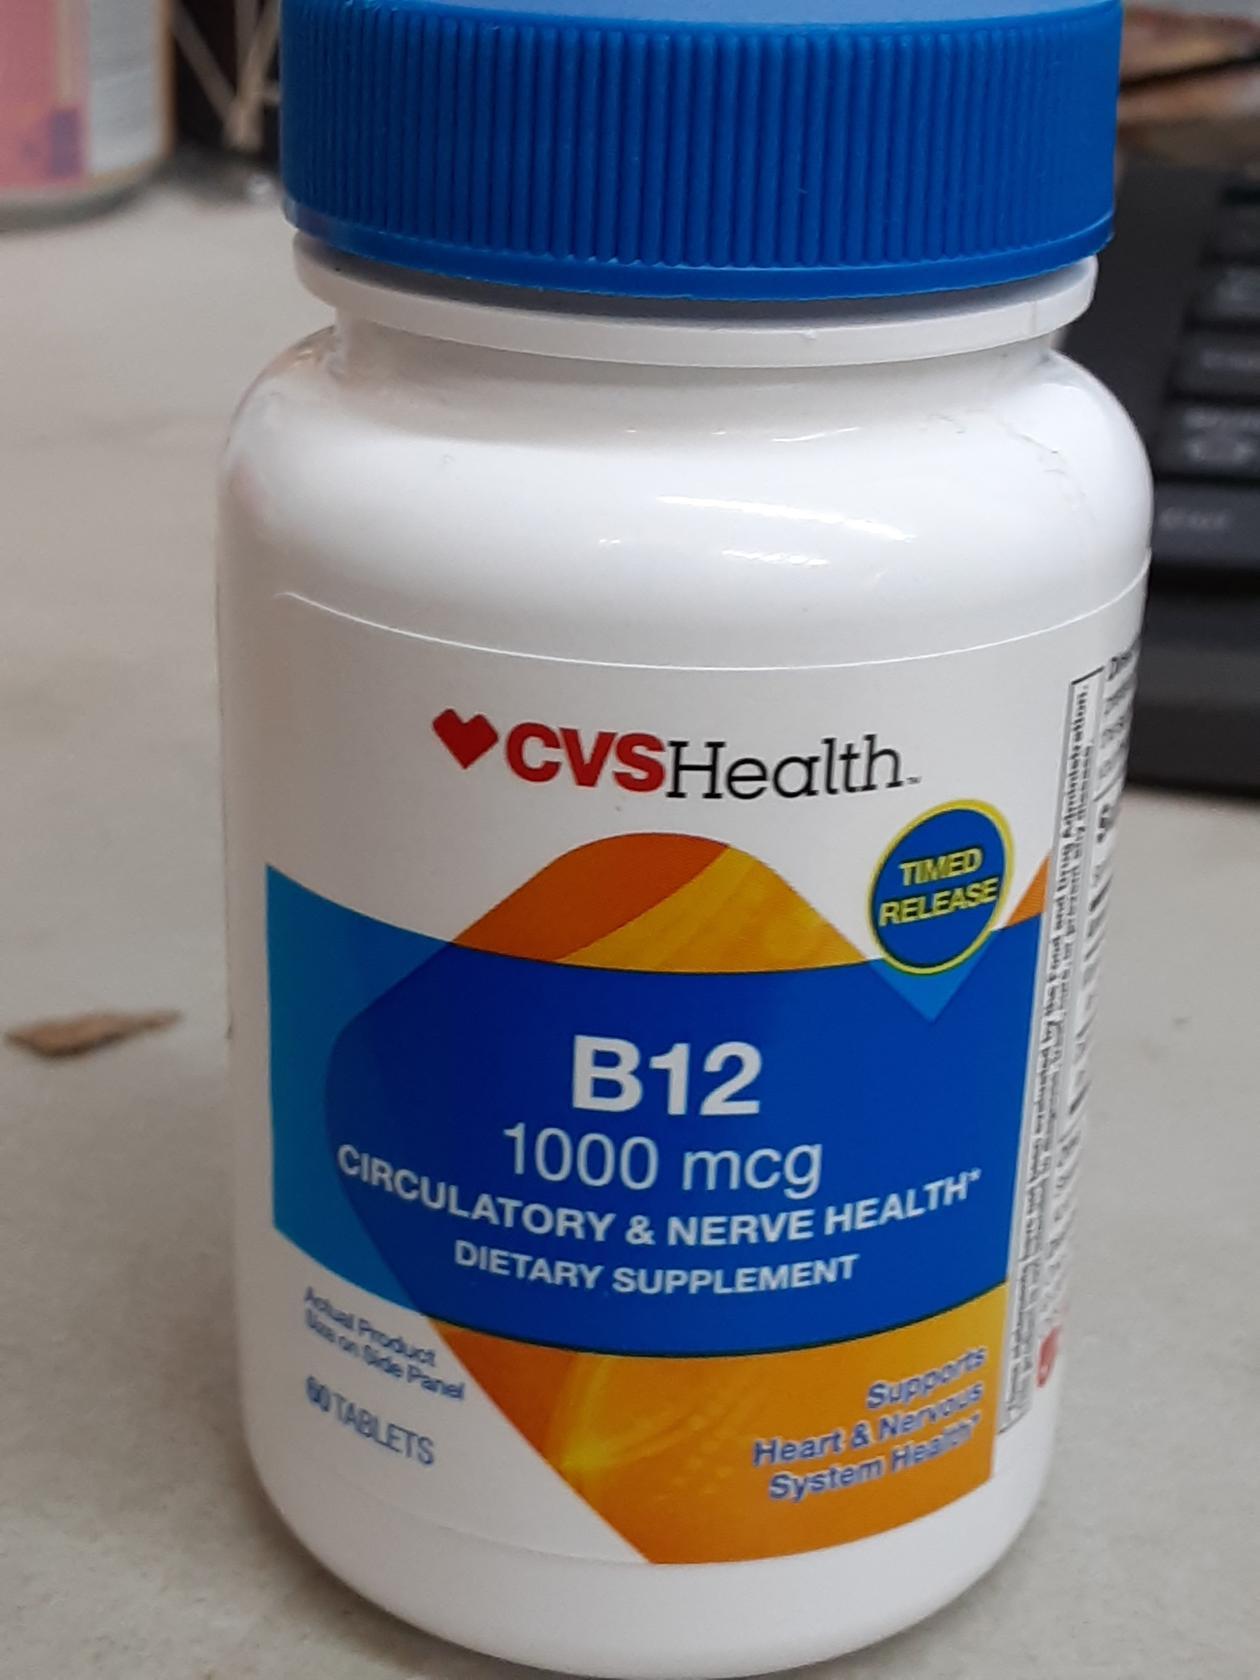 CVSHealth™
TIMED
RELEASE
B12
1000 mcg
CIRCULATORY & NERVE HEALTH*
DIETARY SUPPLEMENT
Actual Product
Size on Side Panel
60 TABLETS
Supports
Heart & Nervous
System Health*